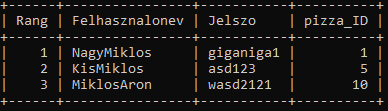 +------+---------------+-----------+----------+
| Rang | Felhasznalonev | Jelszo | pizza_ID |
+------+---------------+-----------+----------+
| 1 | NagyMiklos | giganiga1 | 1 |
| 2 | KisMiklos | asd123 | 5 |
| 3 | MiklosAron | wasd2121 | 10 |
+------+---------------+-----------+----------+